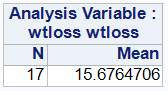 Analysis Variable :
wtloss wtloss
N Mean
17 15.6764706